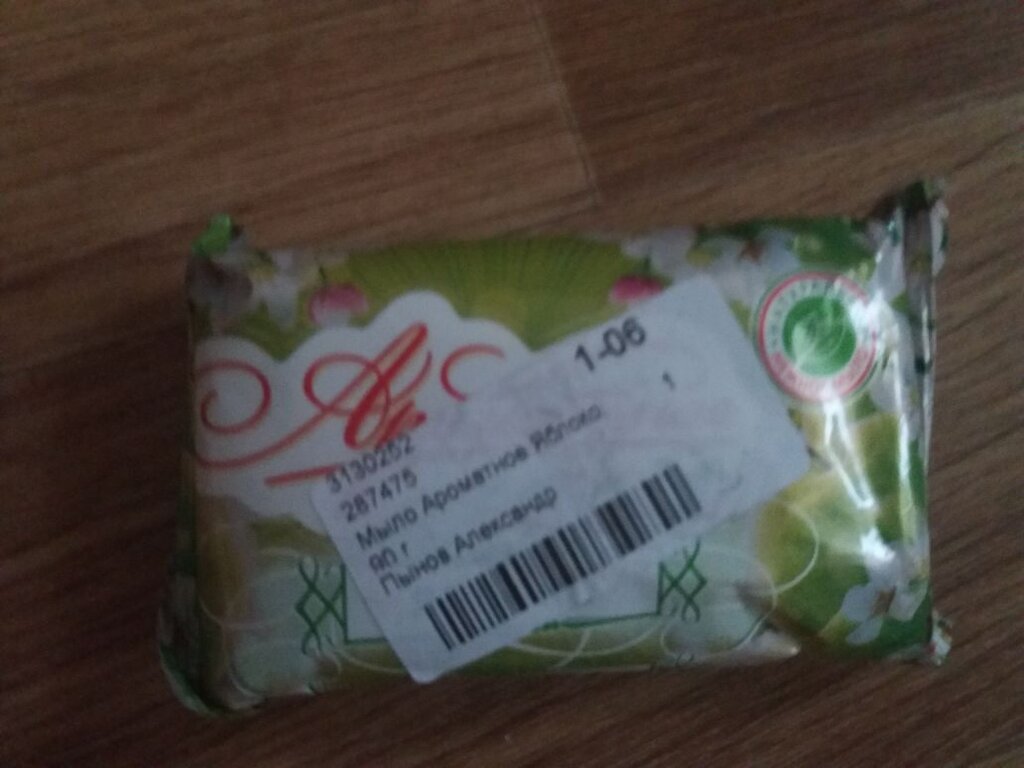 1-06
1
3130252
287475
Мыло Ароматное Яблоко
90 г
Пынов Александр